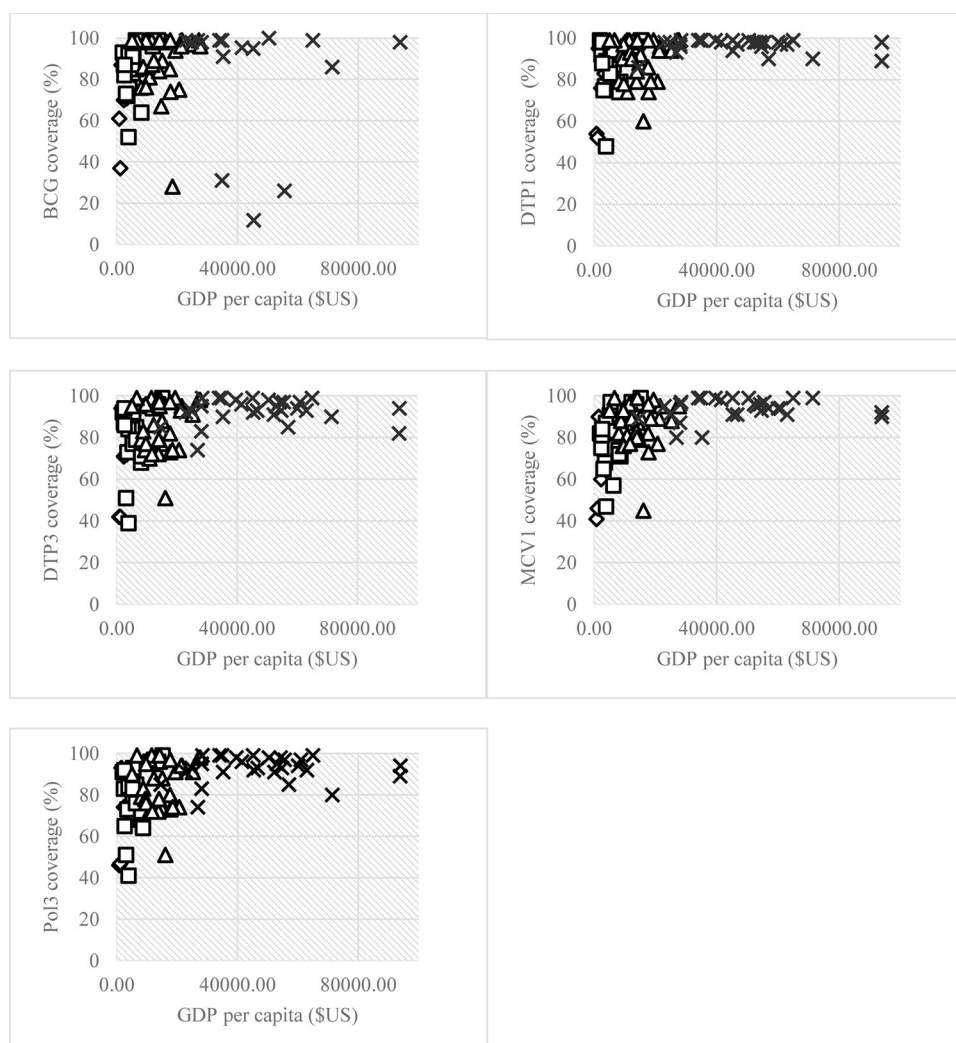 BCG coverage (%)
100
80
60
40
20
0
0.00 40000.00 80000.00
GDP per capita ($US)
DTP1 coverage (%)
100
80
60
40
20
0
0.00 40000.00 80000.00
GDP per capita ($US)
DTP3 coverage (%)
100
80
60
40
20
0
0.00 40000.00 80000.00
GDP per capita ($US)
MCV1 coverage (%)
100
80
60
40
20
0
0.00 40000.00 80000.00
GDP per capita ($US)
Pol3 coverage (%)
100
80
60
40
20
0
0.00 40000.00 80000.00
GDP per capita ($US)